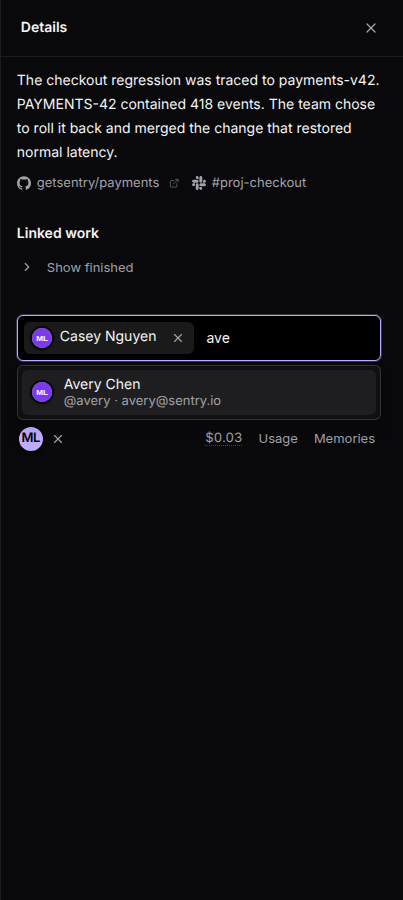 Details
The checkout regression was traced to payments-v42.
PAYMENTS-42 contained 418 events. The team chose
to roll it back and merged the change that restored
normal latency.
getsentry/payments #proj-checkout
Linked work
Show finished
ML Casey Nguyen ave
ML Avery Chen
@avery · avery@sentry.io
ML $0.03 Usage Memories